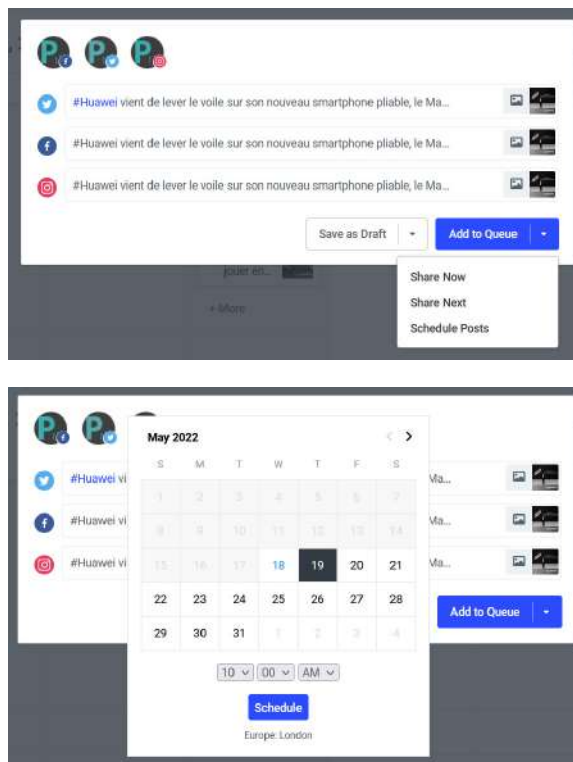 #Huawei vient de lever le voile sur son nouveau smartphone pliable, le Ma...
#Huawei vient de lever le voile sur son nouveau smartphone pliable, le Ma...
#Huawei vient de lever le voile sur son nouveau smartphone pliable, le Ma...
Save as Draft
Add to Queue
jouer en...
+ More
Share Now
Share Next
Schedule Posts
May 2022
S M T W T F S
#Huawei vi
Ma...
1 2 3 4 5 6 7
#Huawei vi
Ma...
8 9 10 11 12 13 14
#Huawei vi
Ma...
15 16 17 18 19 20 21
22 23 24 25 26 27 28
Add to Queue
29 30 31 1 2 3 4
10 00 AM
Schedule
Europe: London